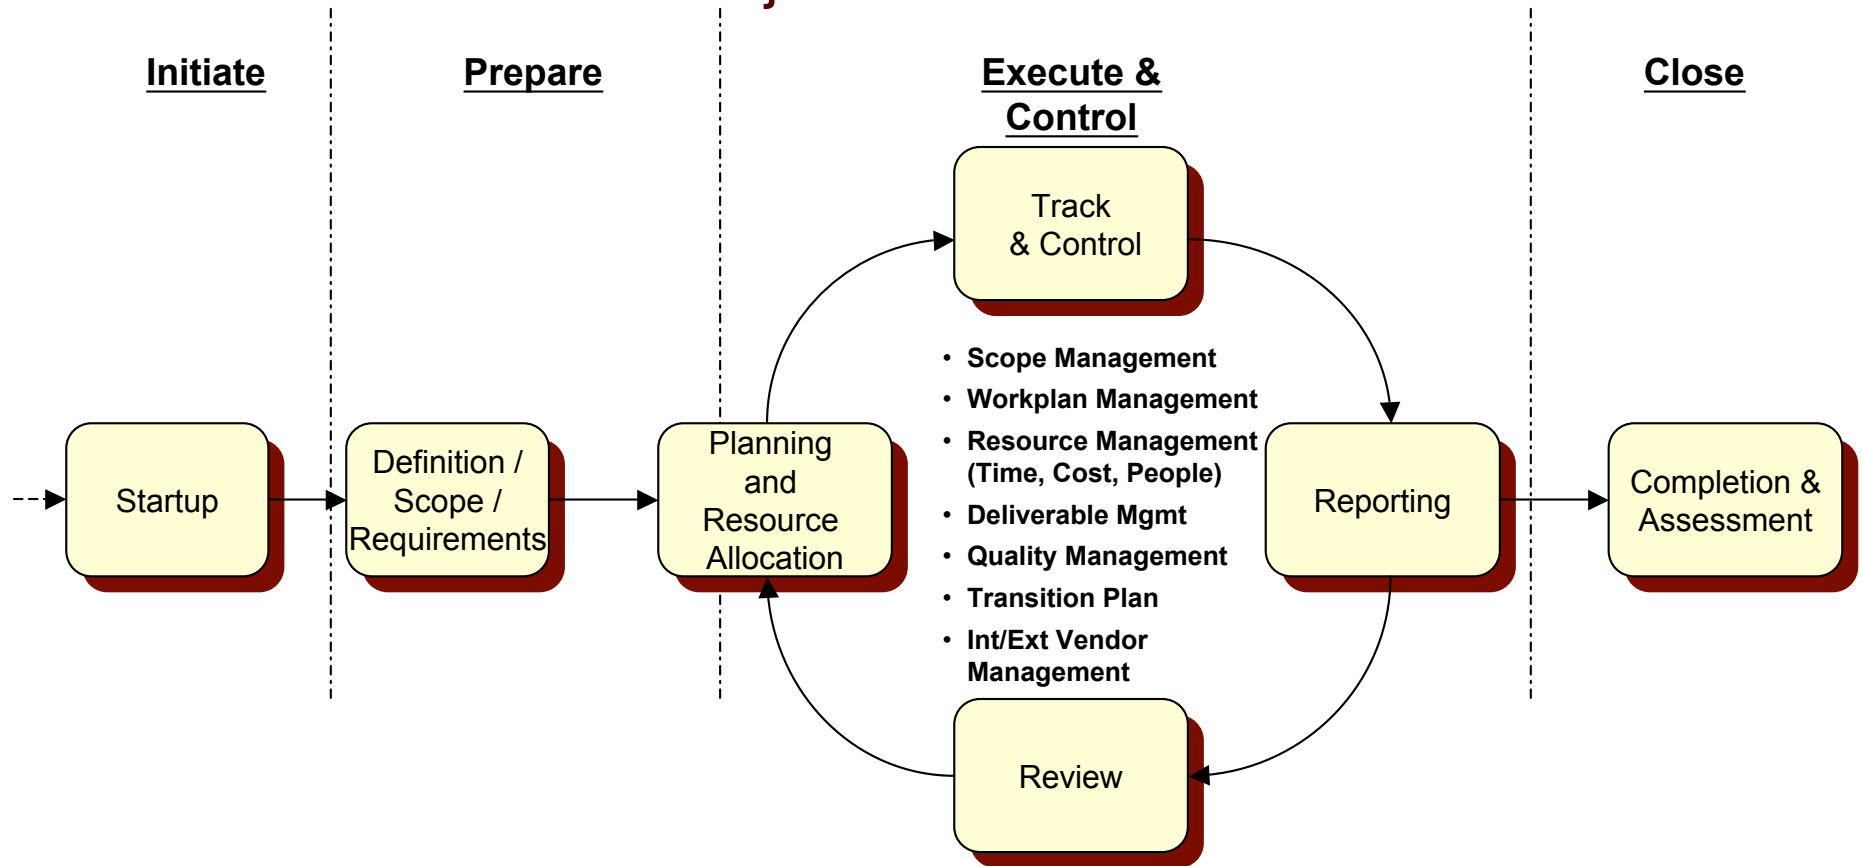 Initiate
Prepare
Execute &
Control
Close
Track
& Control
• Scope Management
• Workplan Management
• Resource Management
(Time, Cost, People)
• Deliverable Mgmt
• Quality Management
• Transition Plan
• Int/Ext Vendor
Management
Startup
Definition /
Scope /
Requirements
Planning
and
Resource
Allocation
Reporting
Completion &
Assessment
Review